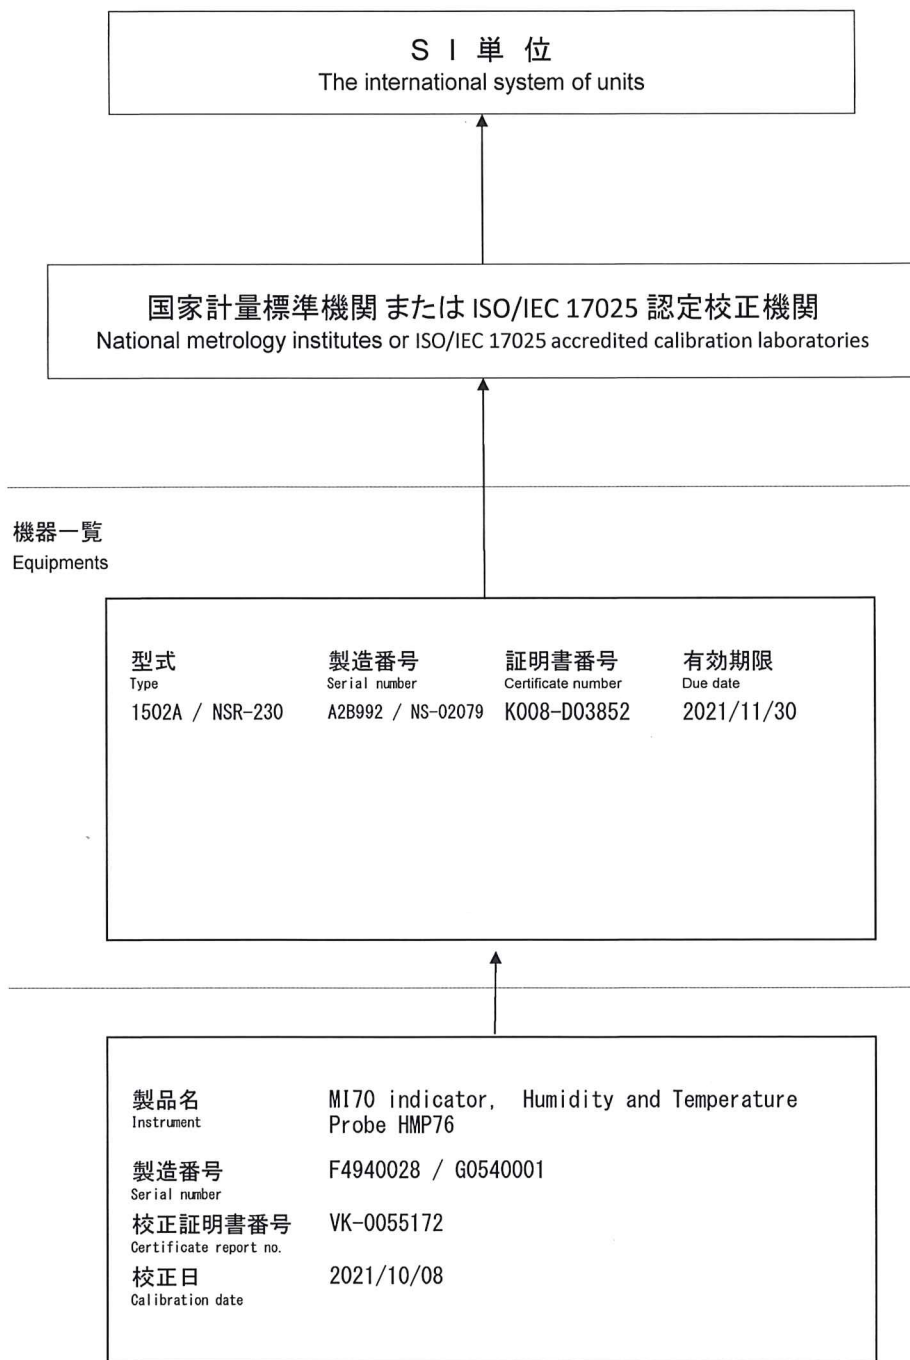 SI単位
The international system of units
国家計量標準機関 または ISO/IEC 17025 認定校正機関
National metrology institutes or ISO/IEC 17025 accredited calibration laboratories
機器一覧
Equipments
型式 製造番号 証明書番号 有効期限
Type Serial number Certificate number Due date
1502A / NSR-230 A2B992 / NS-02079 K008-D03852 2021/11/30
製品名 MI70 indicator, Humidity and Temperature
Instrument Probe HMP76
製造番号 F4940028 / G0540001
Serial number
校正証明書番号 VK-0055172
Certificate report no.
校正日 2021/10/08
Calibration date